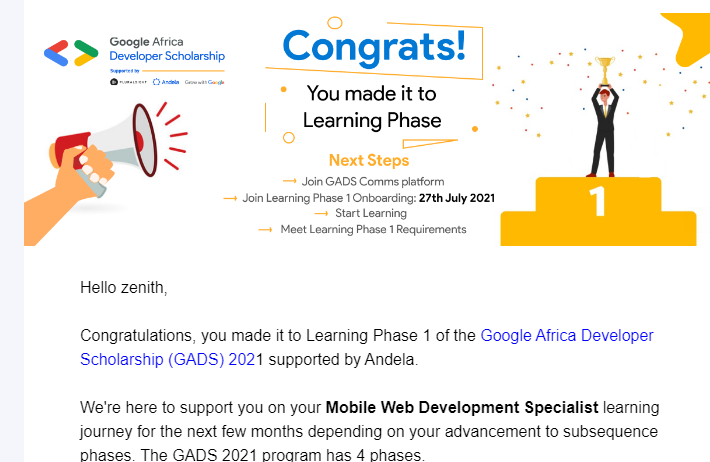 Google Africa
Developer Scholarship
Supported by
PLURALSIGHT Andela Grow with Google
Congrats!
You made it to
Learning Phase
Next Steps
→ Join GADS Comms platform
→ Join Learning Phase 1 Onboarding: 27th July 2021
→ Start Learning
→ Meet Learning Phase 1 Requirements
1
Hello zenith,
Congratulations, you made it to Learning Phase 1 of the Google Africa Developer
Scholarship (GADS) 2021 supported by Andela.
We're here to support you on your Mobile Web Development Specialist learning
journey for the next few months depending on your advancement to subsequence
phases. The GADS 2021 program has 4 phases.